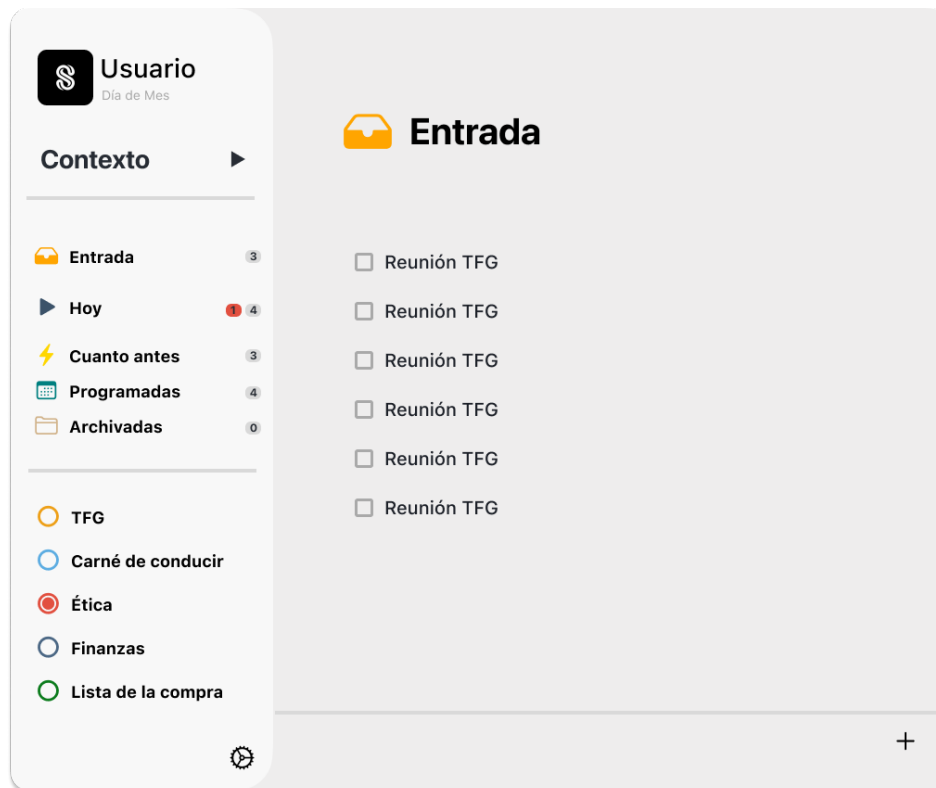 Usuario
Día de Mes
Contexto
Entrada 3
Hoy 1 4
Cuanto antes 3
Programadas 4
Archivadas 0
TFG
Carné de conducir
Ética
Finanzas
Lista de la compra
Entrada
Reunión TFG
Reunión TFG
Reunión TFG
Reunión TFG
Reunión TFG
Reunión TFG